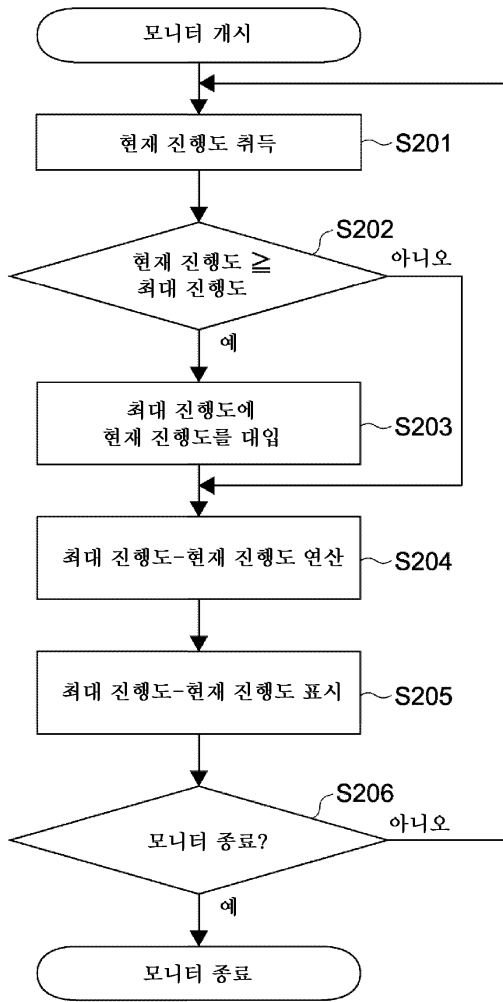 모니터 개시
현재 진행도 취득
S201
S202
현재 진행도 ≧
최대 진행도
아니오
예
최대 진행도에
현재 진행도를 대입
S203
최대 진행도-현재 진행도 연산
S204
최대 진행도-현재 진행도 표시
S205
S206
모니터 종료?
아니오
예
모니터 종료